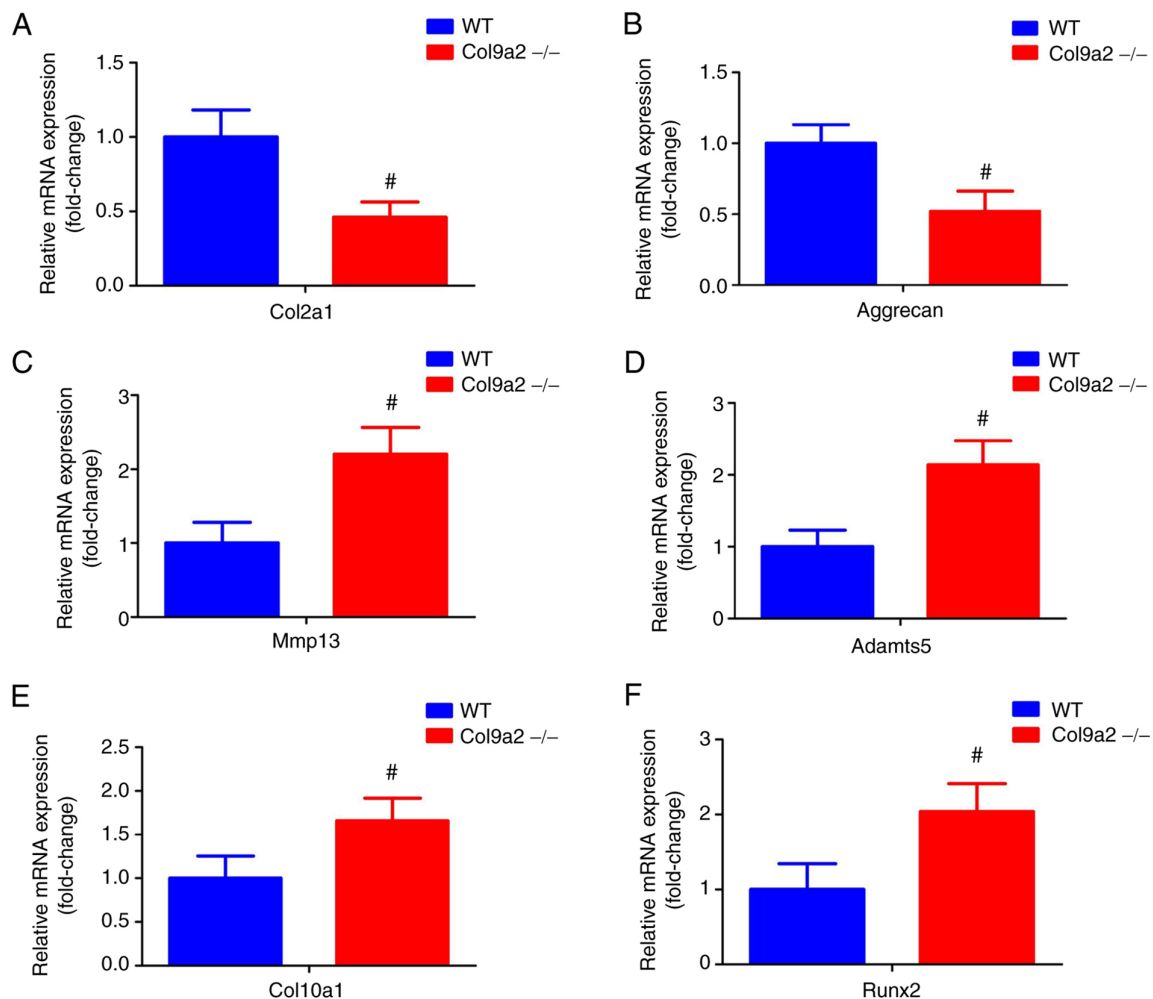 A
WT
Col9a2 –/–
Relative mRNA expression
(fold-change)
1.5
1.0
0.5
0.0
#
Col2a1
B
WT
Col9a2 –/–
Relative mRNA expression
(fold-change)
1.5
1.0
0.5
0.0
#
Aggrecan
C
WT
Col9a2 –/–
Relative mRNA expression
(fold-change)
3
2
1
0
#
Mmp13
D
WT
Col9a2 –/–
Relative mRNA expression
(fold-change)
3
2
1
0
#
Adamts5
E
WT
Col9a2 –/–
Relative mRNA expression
(fold-change)
2.5
2.0
1.5
1.0
0.5
0.0
#
Col10a1
F
WT
Col9a2 –/–
Relative mRNA expression
(fold-change)
3
2
1
0
#
Runx2